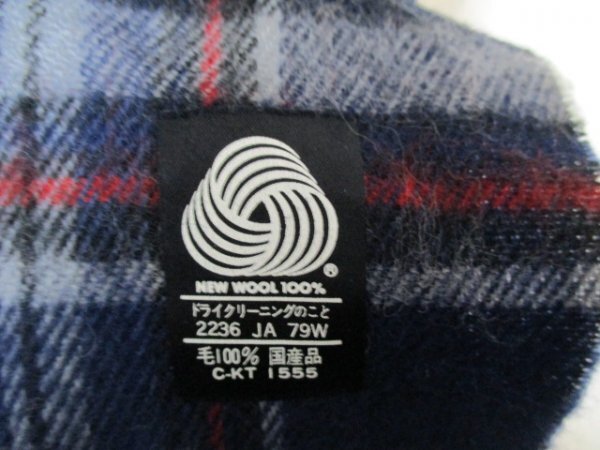 ®
NEW WOOL 100%
ドライクリーニングのこと
2236 JA 79W
毛100% 国産品
C-KT 1555